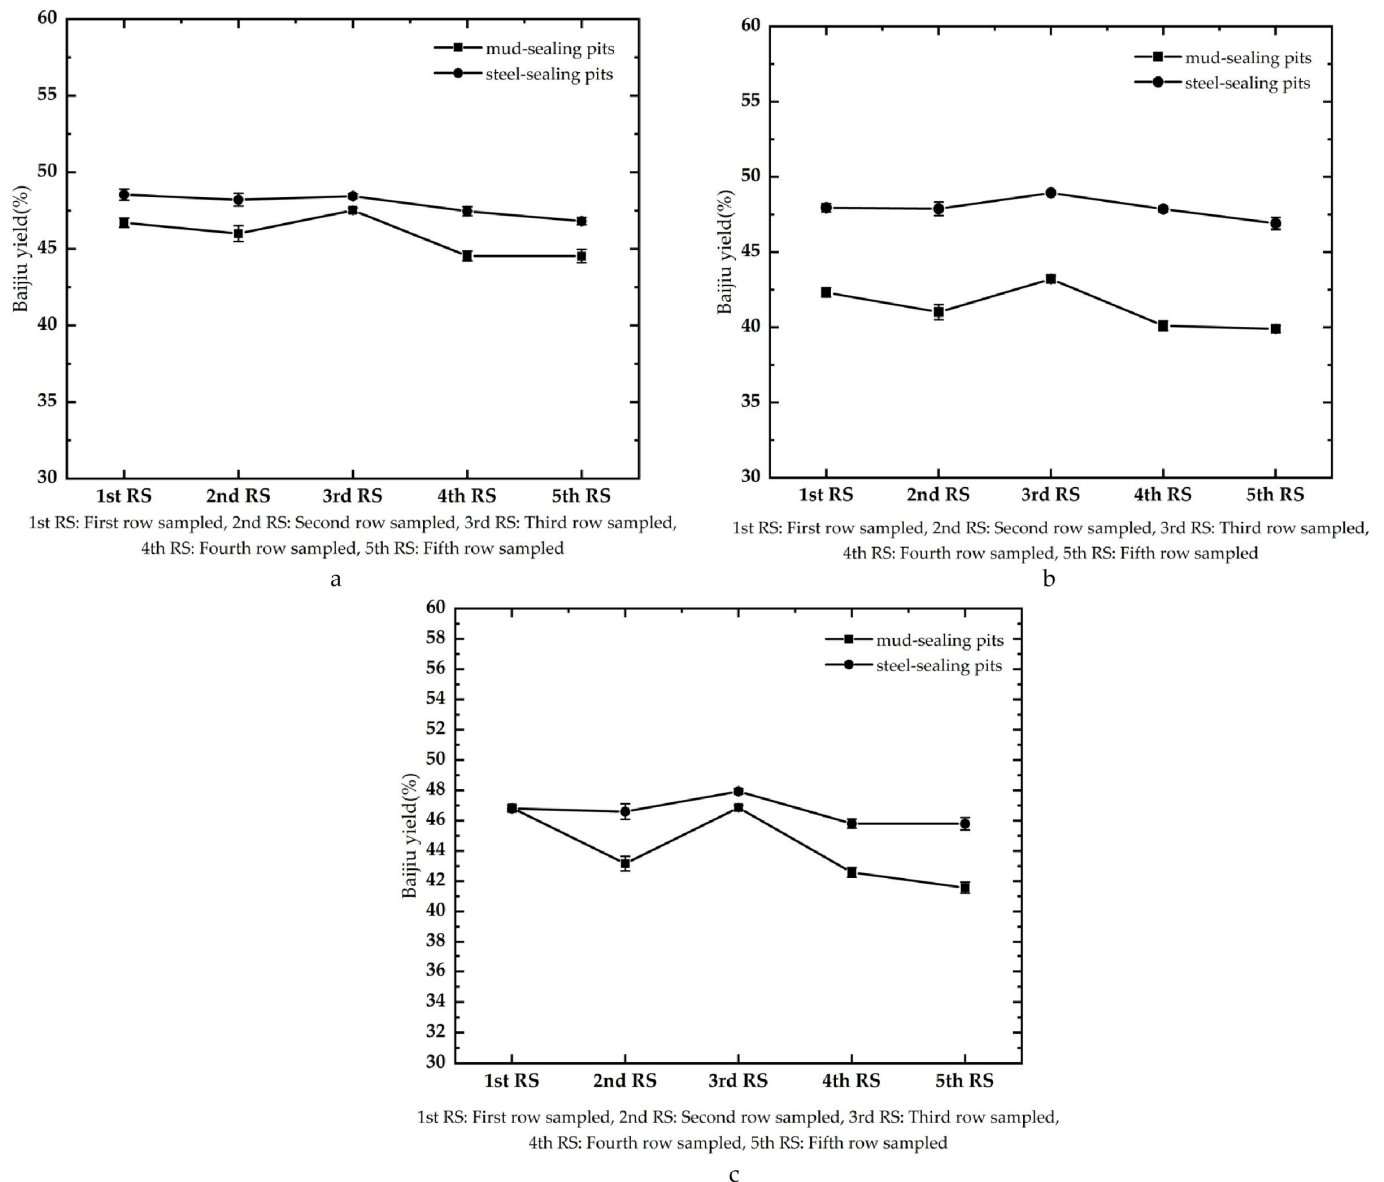 60
55
50
45
40
35
30
Baijiu yield(%)
mud-sealing pits
steel-sealing pits
1st RS 2nd RS 3rd RS 4th RS 5th RS
1st RS: First row sampled, 2nd RS: Second row sampled, 3rd RS: Third row sampled,
4th RS: Fourth row sampled, 5th RS: Fifth row sampled
a
60
55
50
45
40
35
30
Baijiu yield(%)
mud-sealing pits
steel-sealing pits
1st RS 2nd RS 3rd RS 4th RS 5th RS
1st RS: First row sampled, 2nd RS: Second row sampled, 3rd RS: Third row sampled,
4th RS: Fourth row sampled, 5th RS: Fifth row sampled
b
60
58
56
54
52
50
48
46
44
42
40
38
36
34
32
30
Baijiu yield(%)
mud-sealing pits
steel-sealing pits
1st RS 2nd RS 3rd RS 4th RS 5th RS
1st RS: First row sampled, 2nd RS: Second row sampled, 3rd RS: Third row sampled,
4th RS: Fourth row sampled, 5th RS: Fifth row sampled
c